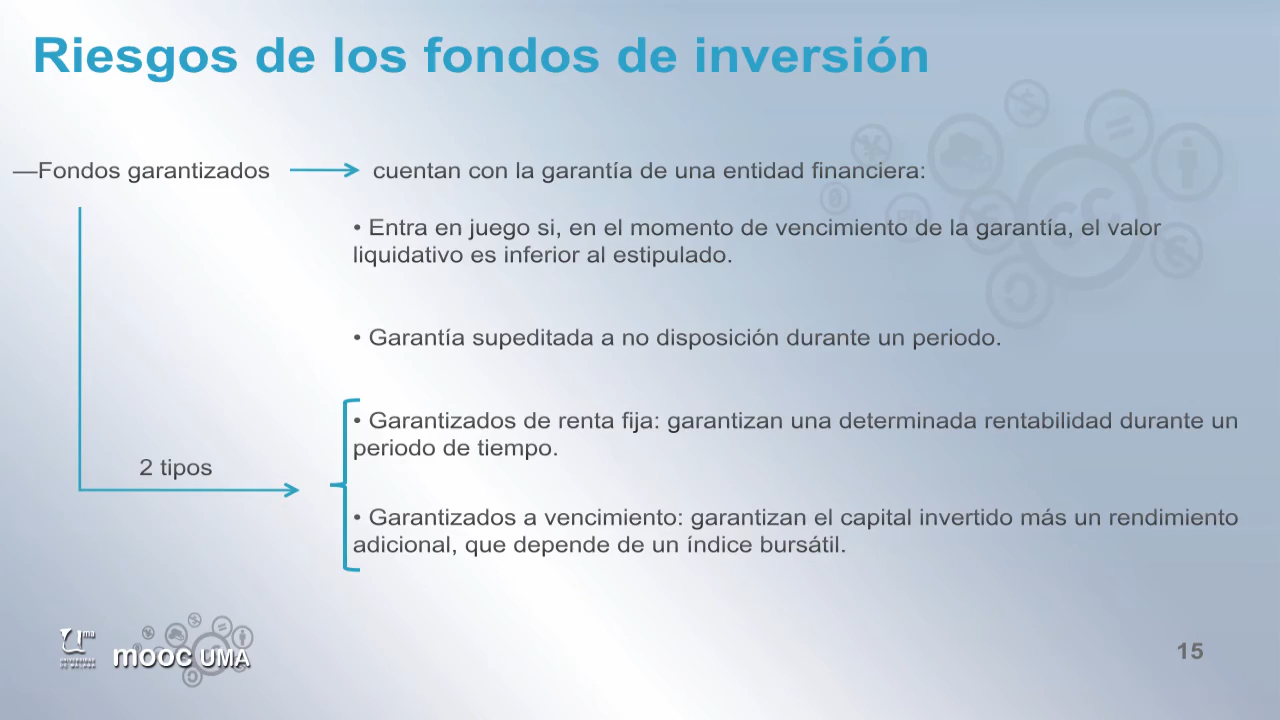 Riesgos de los fondos de inversión
—Fondos garantizados
cuentan con la garantía de una entidad financiera:
• Entra en juego si, en el momento de vencimiento de la garantía, el valor
liquidativo es inferior al estipulado.
• Garantía supeditada a no disposición durante un periodo.
2 tipos
• Garantizados de renta fija: garantizan una determinada rentabilidad durante un
periodo de tiempo.
• Garantizados a vencimiento: garantizan el capital invertido más un rendimiento
adicional, que depende de un índice bursátil.
uma
mooc UMA
15